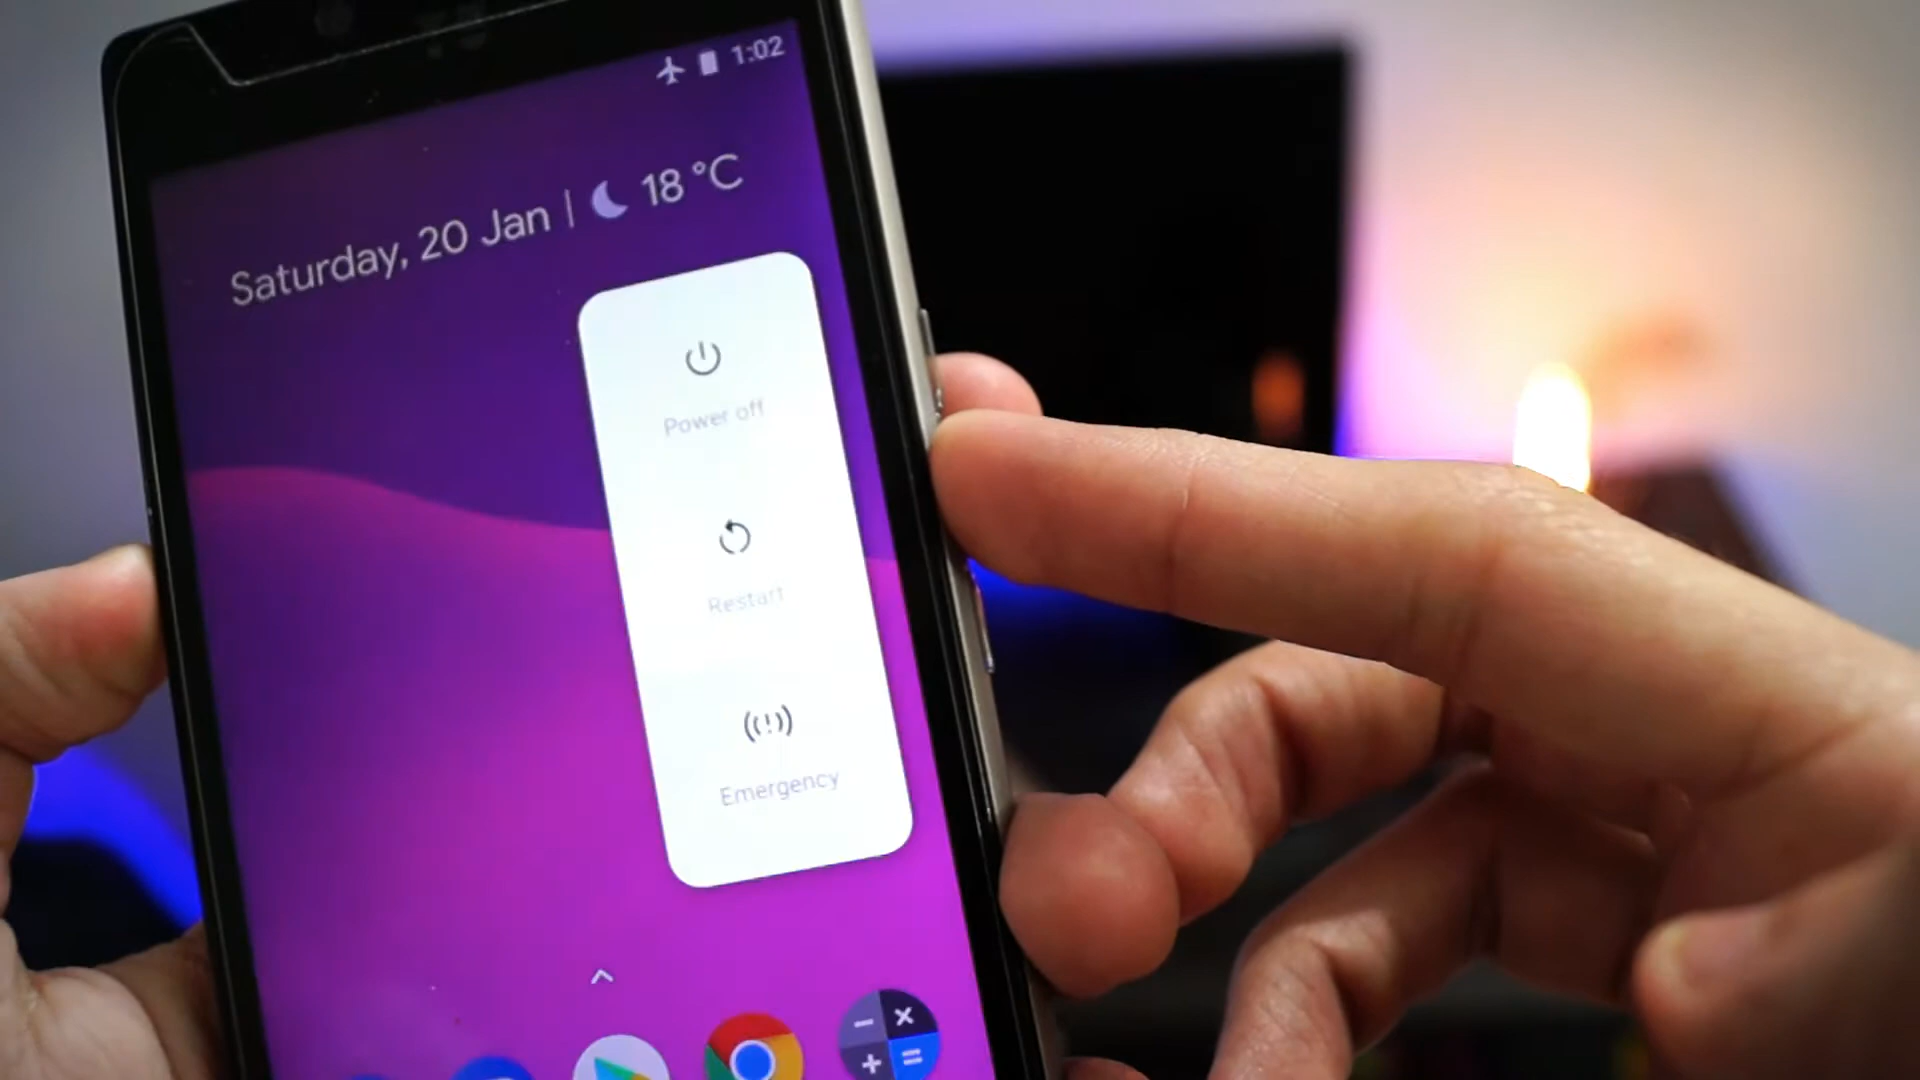 1:02
Saturday, 20 Jan | 18 °C
Power off
Restart
Emergency